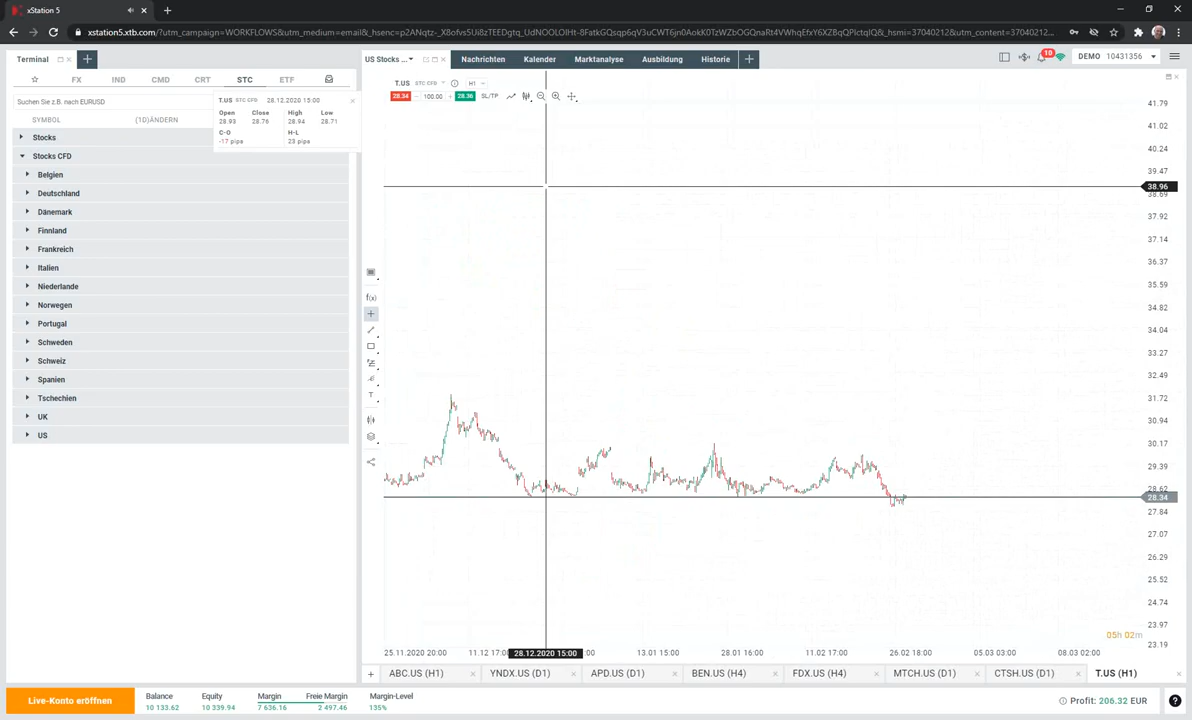 xStation 5
xstation5.xtb.com/?utm_campaign=WORKFLOWS&utm_medium=email&_hsenc=
Terminal
US Stocks ...
Nachrichten
Kalender
Marktanalyse
Ausbildung
Historie
10
DEMO 10431356
FX
IND
CMD
CRT
STC
ETF
Suchen Sie z.B. nach EURUSD
SYMBOL
(1D)ÄNDERN
T.US STC CFD 28.12.2020 15:00
Open Close High Low
28.93 28.76 28.94 28.71
C-O H-L
-17 pips 23 pips
Stocks
Stocks CFD
Belgien
Deutschland
Dänemark
Finnland
Frankreich
Italien
Niederlande
Norwegen
Portugal
Schweden
Schweiz
Spanien
Tschechien
UK
US
T.US STC CFD H1
28.34 100.00 28.36 SL/TP
f(x)
T
41.79
41.02
40.24
39.47
38.96
38.69
37.92
37.14
36.37
35.59
34.82
34.04
33.27
32.49
31.72
30.94
30.17
29.39
28.62
28.34
27.84
27.07
26.29
25.52
24.74
23.97
23.19
05h 02m
25.11.2020 20:00
11.12 17:00
28.12.2020 15:00
13.01 15:00
28.01 16:00
11.02 17:00
26.02 18:00
05.03 03:00
08.03 02:00
ABC.US (H1)
YNDX.US (D1)
APD.US (D1)
BEN.US (H4)
FDX.US (H4)
MTCH.US (D1)
CTSH.US (D1)
T.US (H1)
Live-Konto eröffnen
Balance Equity Margin Freie Margin Margin-Level
10 133.62 10 339.94 7 636.16 2 497.46 135%
Profit: 206.32 EUR